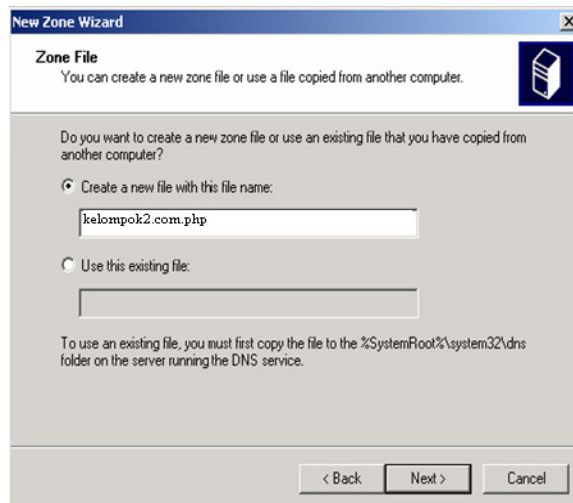 New Zone Wizard
Zone File
You can create a new zone file or use a file copied from another computer.
Do you want to create a new zone file or use an existing file that you have copied from
another computer?
Create a new file with this file name:
kelompok2.com.php
Use this existing file:
To use an existing file, you must first copy the file to the %SystemRoot%\system32\dns
folder on the server running the DNS service.
< Back Next > Cancel